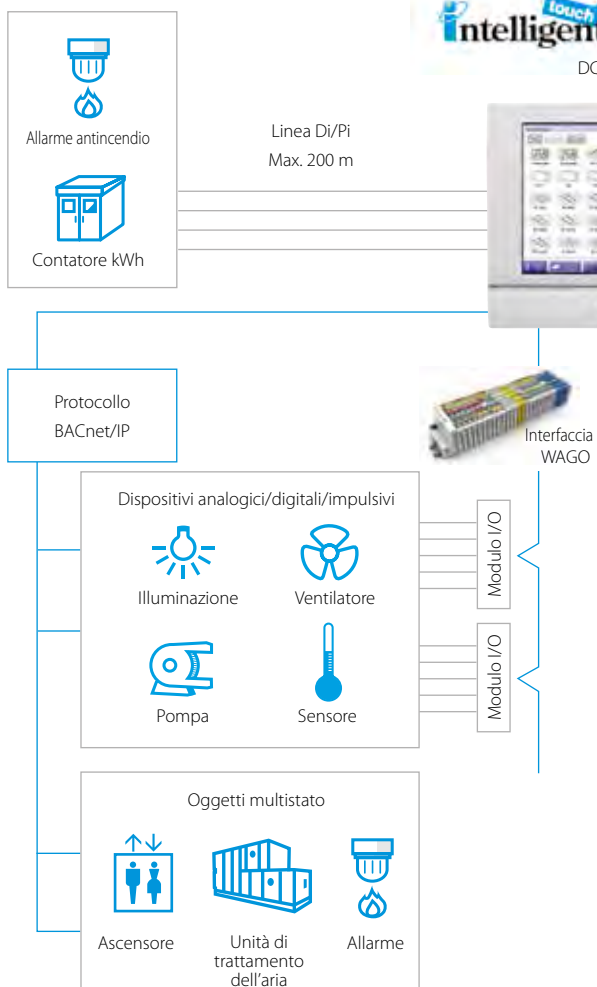 touch
intelligent
DC
Allarme antincendio
Linea Di/Pi
Max. 200 m
Contatore kWh
Protocollo
BACnet/IP
Interfaccia
WAGO
Dispositivi analogici/digitali/impulsivi
Illuminazione
Ventilatore
Modulo I/O
Pompa
Sensore
Modulo I/O
Oggetti multistato
Ascensore
Unità di
trattamento
dell'aria
Allarme